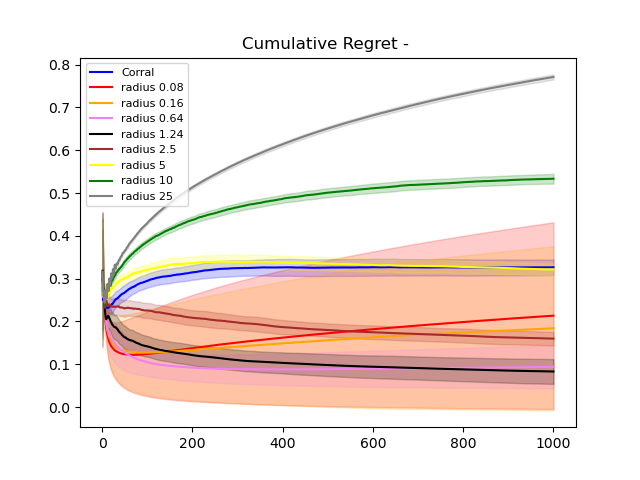 Cumulative Regret -
0.8
0.7
0.6
0.5
0.4
0.3
0.2
0.1
0.0
Corral
radius 0.08
radius 0.16
radius 0.64
radius 1.24
radius 2.5
radius 5
radius 10
radius 25
0 200 400 600 800 1000